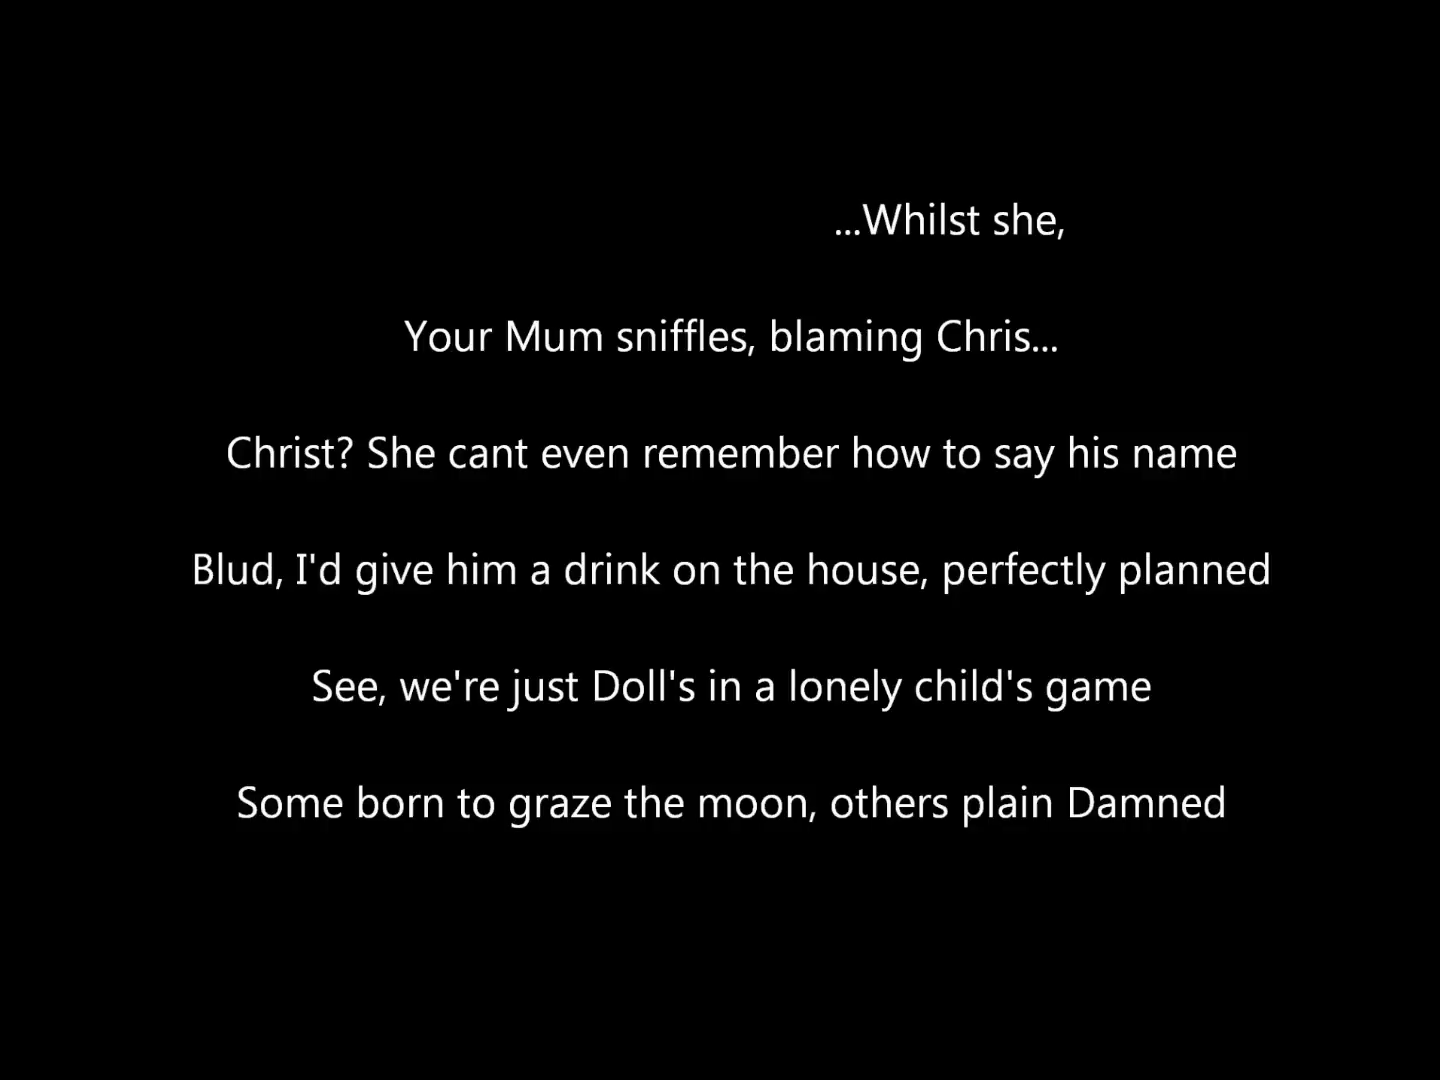 ...Whilst she,
Your Mum sniffles, blaming Chris...
Christ? She cant even remember how to say his name
Blud, I'd give him a drink on the house, perfectly planned
See, we're just Doll's in a lonely child's game
Some born to graze the moon, others plain Damned